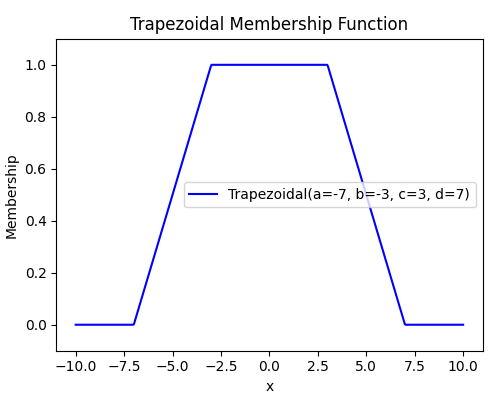 Trapezoidal Membership Function
1.0
0.8
0.6
0.4
0.2
0.0
Membership
Trapezoidal(a=-7, b=-3, c=3, d=7)
−10.0 −7.5 −5.0 −2.5 0.0 2.5 5.0 7.5 10.0
x